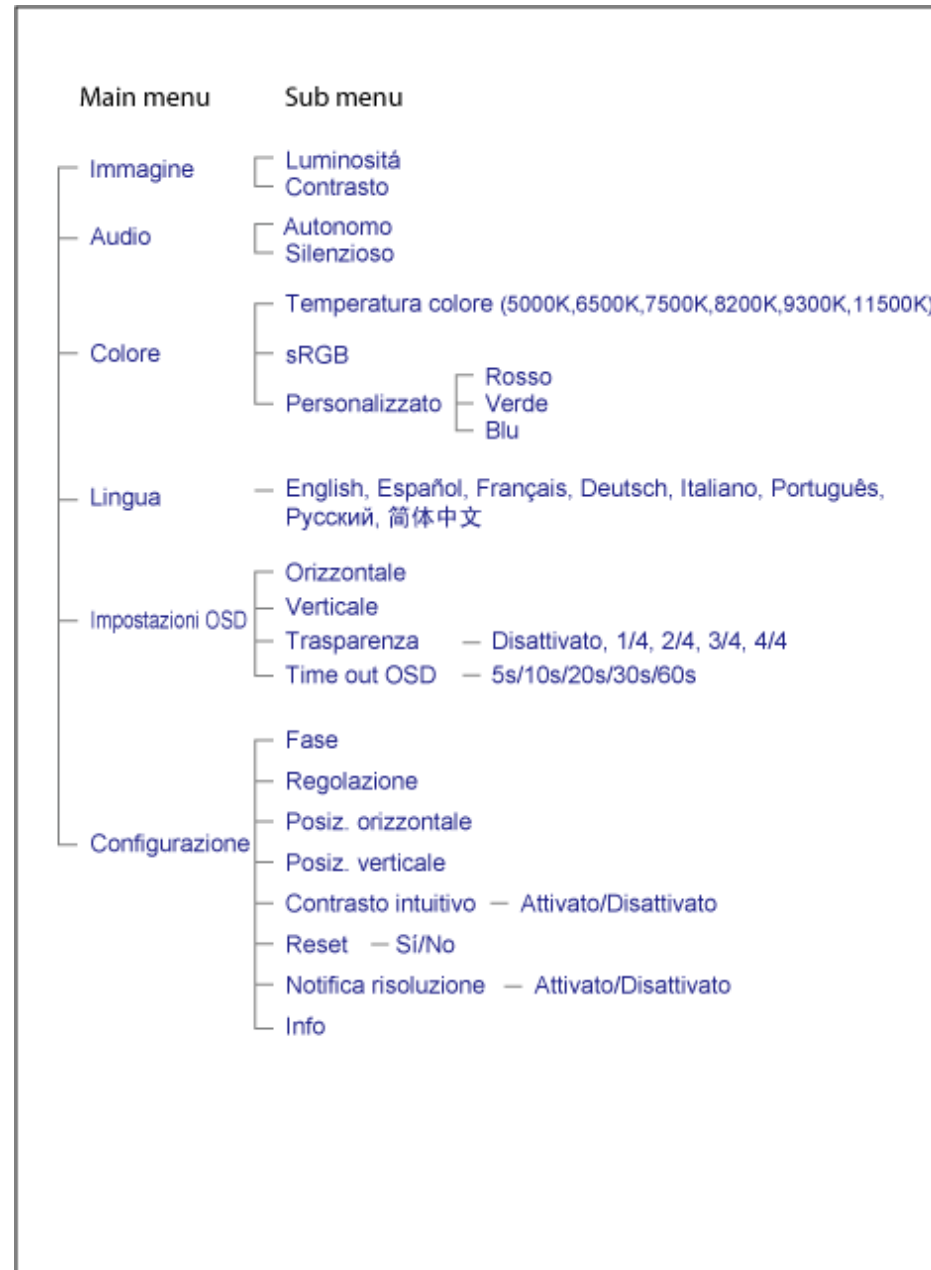 Main menu Sub menu
Immagine Luminositá
Contrasto
Audio Autonomo
Silenzioso
Temperatura colore (5000K,6500K,7500K,8200K,9300K,11500K)
Colore sRGB
Rosso
Personalizzato Verde
Blu
Lingua English, Español, Français, Deutsch, Italiano, Português,
Русский, 简体中文
Orizzontale
Impostazioni OSD Verticale
Trasparenza Disattivato, 1/4, 2/4, 3/4, 4/4
Time out OSD 5s/10s/20s/30s/60s
Fase
Regolazione
Posiz. orizzontale
Configurazione Posiz. verticale
Contrasto intuitivo Attivato/Disattivato
Reset Sí/No
Notifica risoluzione Attivato/Disattivato
Info